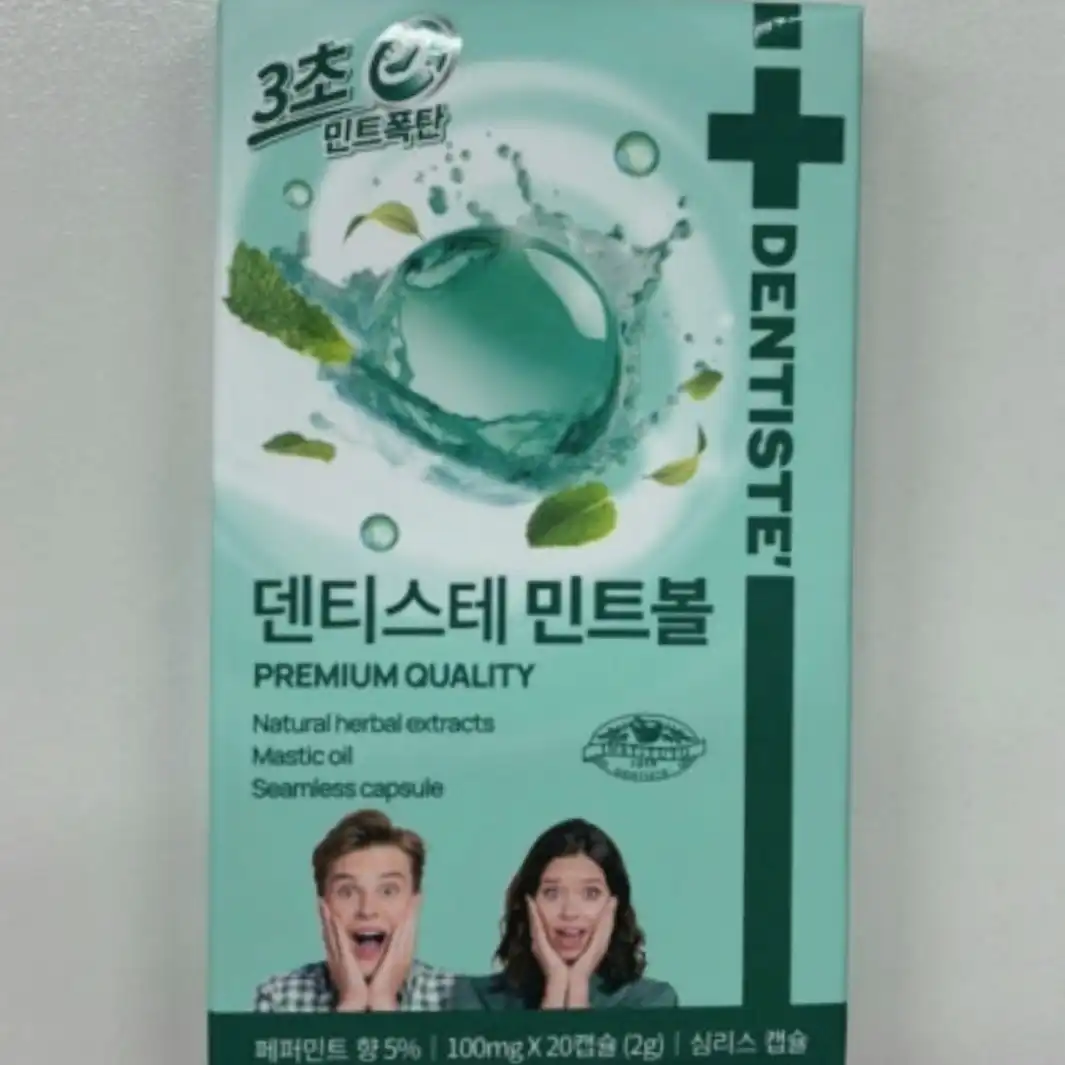 3초
민트폭탄
DENTISTE'
덴티스테 민트볼
PREMIUM QUALITY
Natural herbal extracts
Mastic oil
Seamless capsule
페퍼민트 향 5% | 100mg X 20캡슐 (2g) | 심리스 캡슐